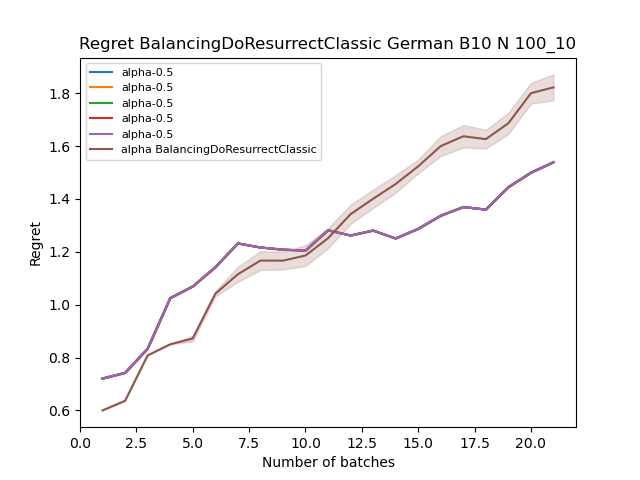 Regret BalancingDoResurrectClassic German B10 N 100_10
alpha-0.5
alpha-0.5
alpha-0.5
alpha-0.5
alpha-0.5
alpha BalancingDoResurrectClassic
Regret
1.8
1.6
1.4
1.2
1.0
0.8
0.6
0.0 2.5 5.0 7.5 10.0 12.5 15.0 17.5 20.0
Number of batches